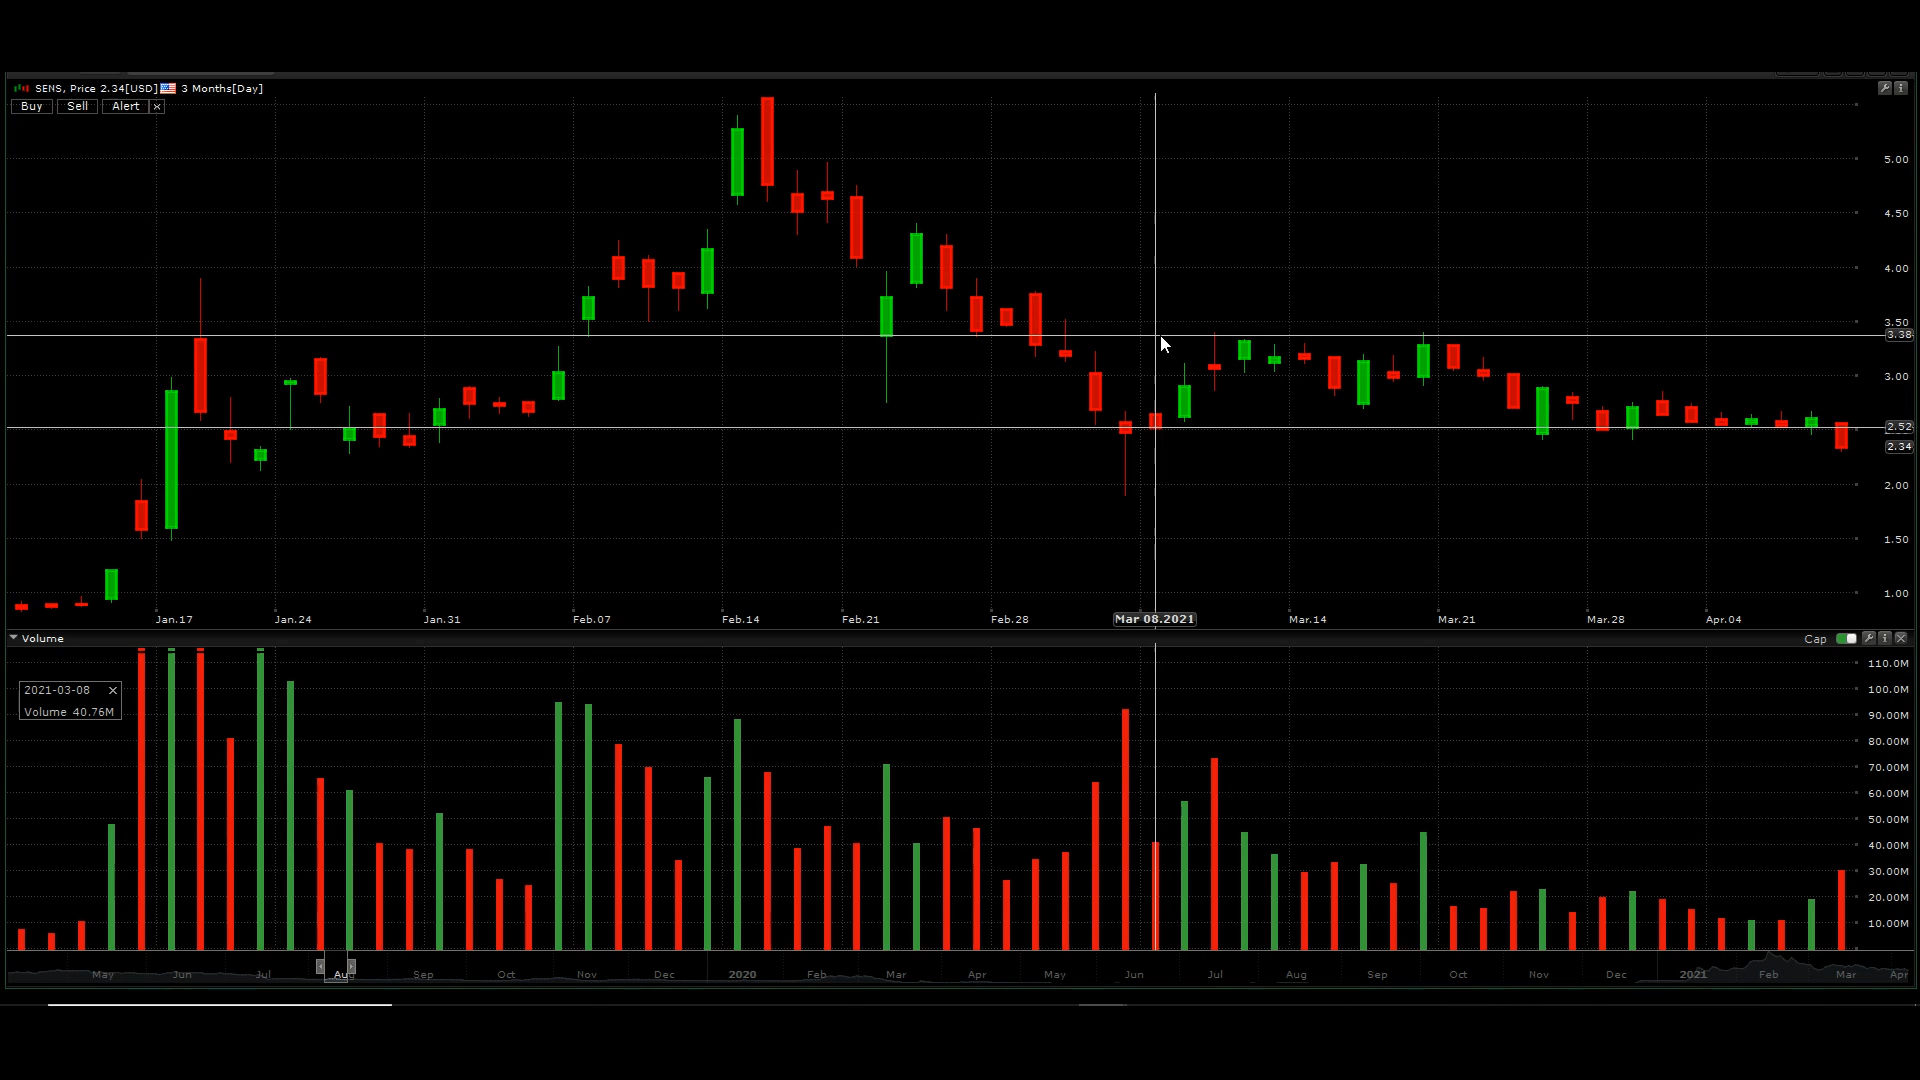 SENS, Price 2.34[USD] 3 Months[Day]
Buy Sell Alert ×
5.00
4.50
4.00
3.50
3.38
3.00
2.52
2.34
2.00
1.50
1.00
Jan.17 Jan.24 Jan.31 Feb.07 Feb.14 Feb.21 Feb.28 Mar 08.2021 Mar.14 Mar.21 Mar.28 Apr.04
Volume Cap
110.0M
100.0M
90.00M
80.00M
70.00M
60.00M
50.00M
40.00M
30.00M
20.00M
10.00M
2021-03-08 ×
Volume 40.76M
May Jun Jul Aug Sep Oct Nov Dec 2020 Feb Mar Apr May Jun Jul Aug Sep Oct Nov Dec 2021 Feb Mar Apr